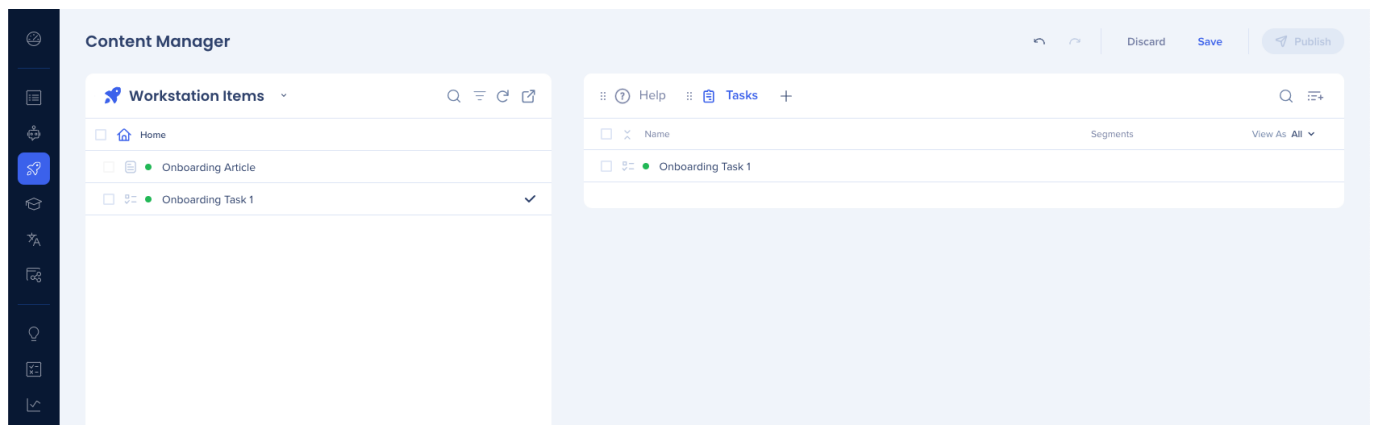 Content Manager
Discard
Save
Publish
Workstation Items
Home
Onboarding Article
Onboarding Task 1
Help
Tasks
Name
Segments
View As All
Onboarding Task 1